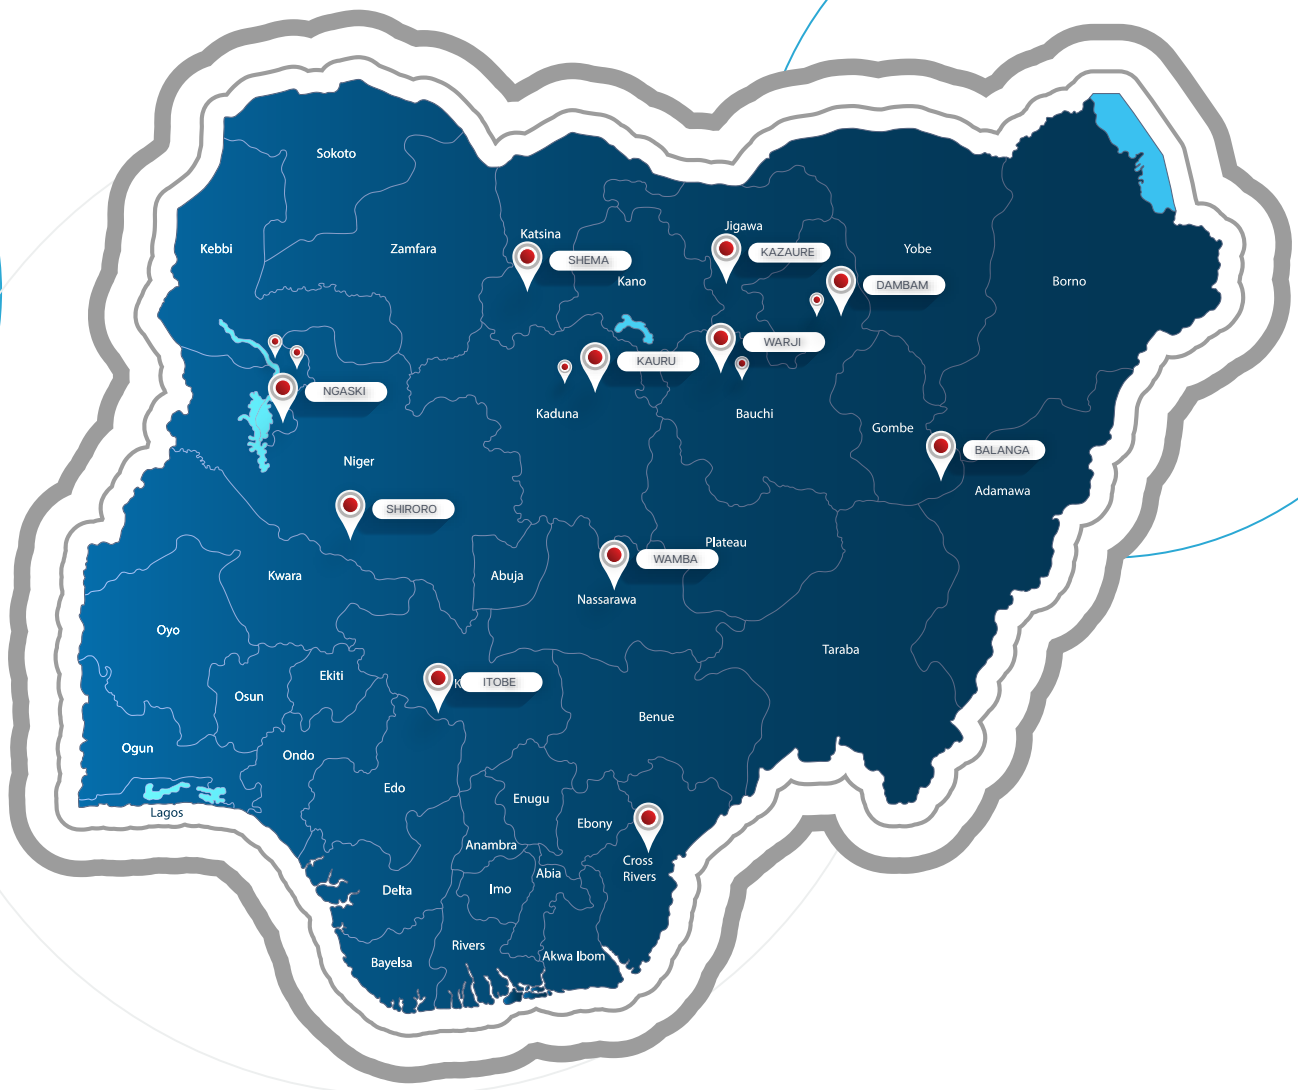 Sokoto
Jigawa
Katsina
Kebbi
Zamfara
Yobe
KAZAURE
SHEMA
Kano
Borno
DAMBAM
WARJI
KAURU
NGASKI
Kaduna
Bauchi
Gombe
BALANGA
Niger
Adamawa
SHIRORO
Plateau
WAMBA
Kwara
Abuja
Nassarawa
Oyo
Taraba
Ekiti
ITOBE
Osun
Benue
Ogun
Ondo
Edo
Enugu
Lagos
Ebony
Anambra
Cross
Rivers
Abia
Delta
Imo
Rivers
Akwa Ibom
Bayelsa